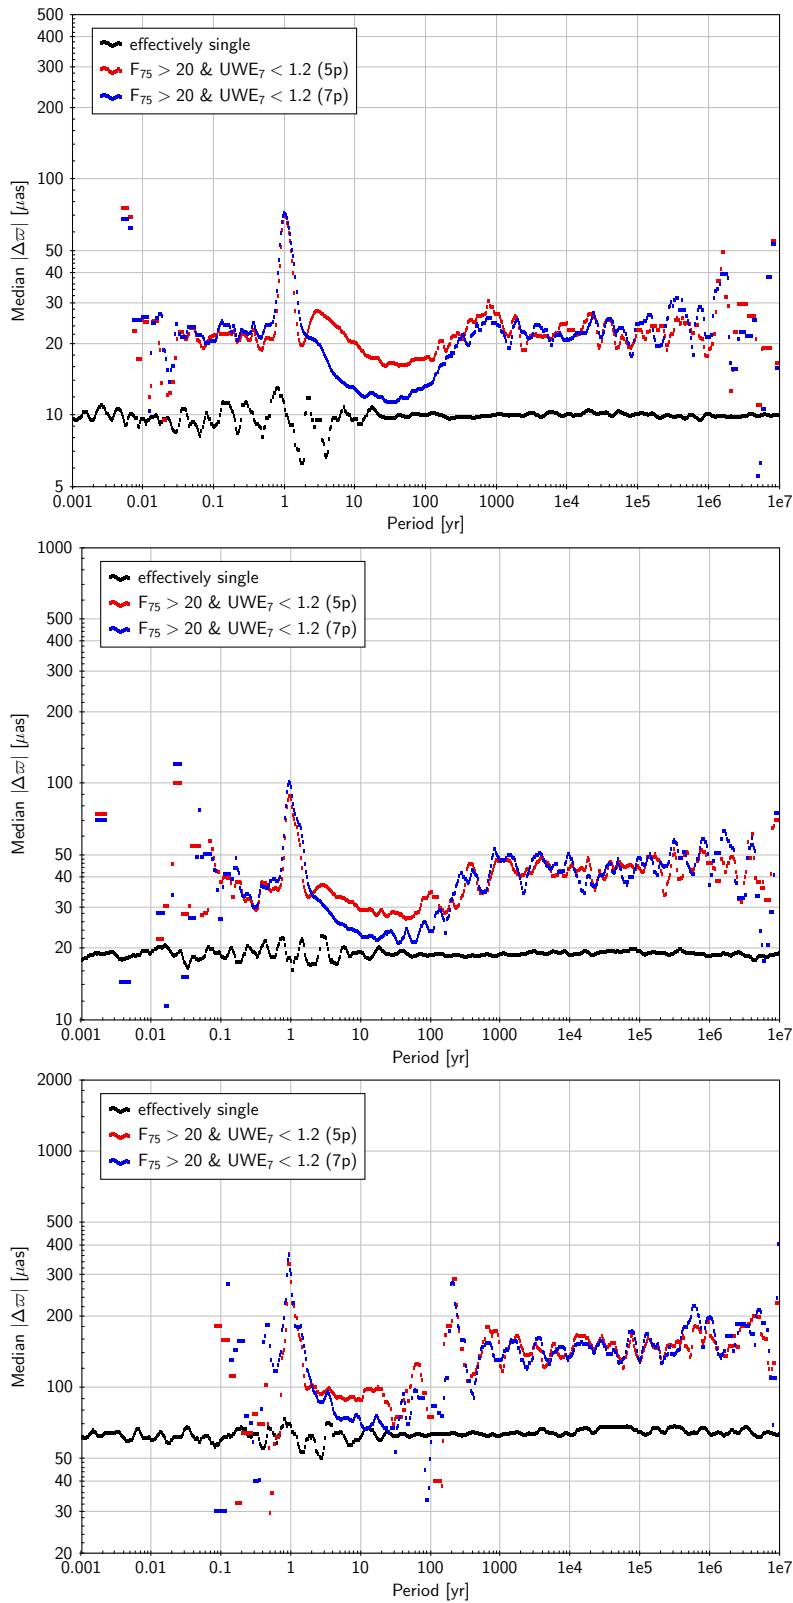 500
400
300
200
100
50
40
30
20
10
5
Median |Δϖ| [μas]
effectively single
F₇₅ > 20 & UWE₇ < 1.2 (5p)
F₇₅ > 20 & UWE₇ < 1.2 (7p)
0.001 0.01 0.1 1 10 100 1000 1e4 1e5 1e6 1e7
Period [yr]
1000
500
400
300
200
100
50
40
30
20
10
Median |Δϖ| [μas]
effectively single
F₇₅ > 20 & UWE₇ < 1.2 (5p)
F₇₅ > 20 & UWE₇ < 1.2 (7p)
0.001 0.01 0.1 1 10 100 1000 1e4 1e5 1e6 1e7
Period [yr]
2000
1000
500
400
300
200
100
50
40
30
20
Median |Δϖ| [μas]
effectively single
F₇₅ > 20 & UWE₇ < 1.2 (5p)
F₇₅ > 20 & UWE₇ < 1.2 (7p)
0.001 0.01 0.1 1 10 100 1000 1e4 1e5 1e6 1e7
Period [yr]